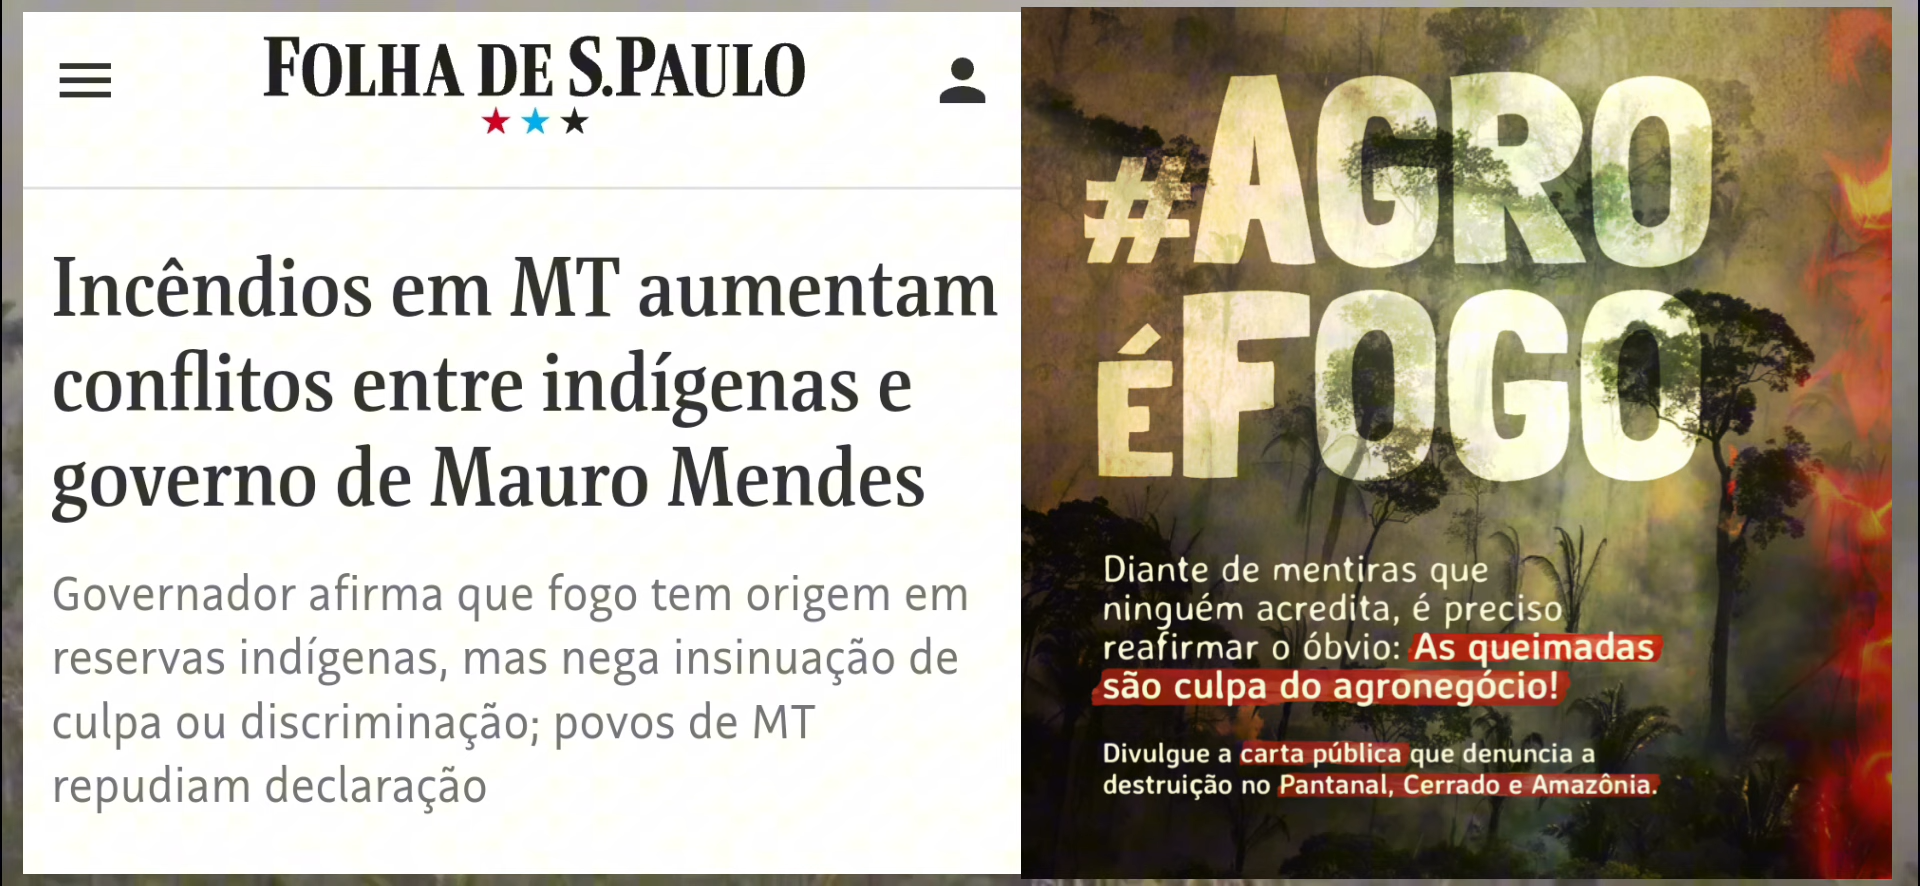 FOLHA DE S.PAULO
Incêndios em MT aumentam
conflitos entre indígenas e
governo de Mauro Mendes
Governador afirma que fogo tem origem em
reservas indígenas, mas nega insinuação de
culpa ou discriminação; povos de MT
repudiam declaração
#AGRO
ÉFOGO
Diante de mentiras que
ninguém acredita, é preciso
reafirmar o óbvio: As queimadas
são culpa do agronegócio!
Divulgue a carta pública que denuncia a
destruição no Pantanal, Cerrado e Amazônia.